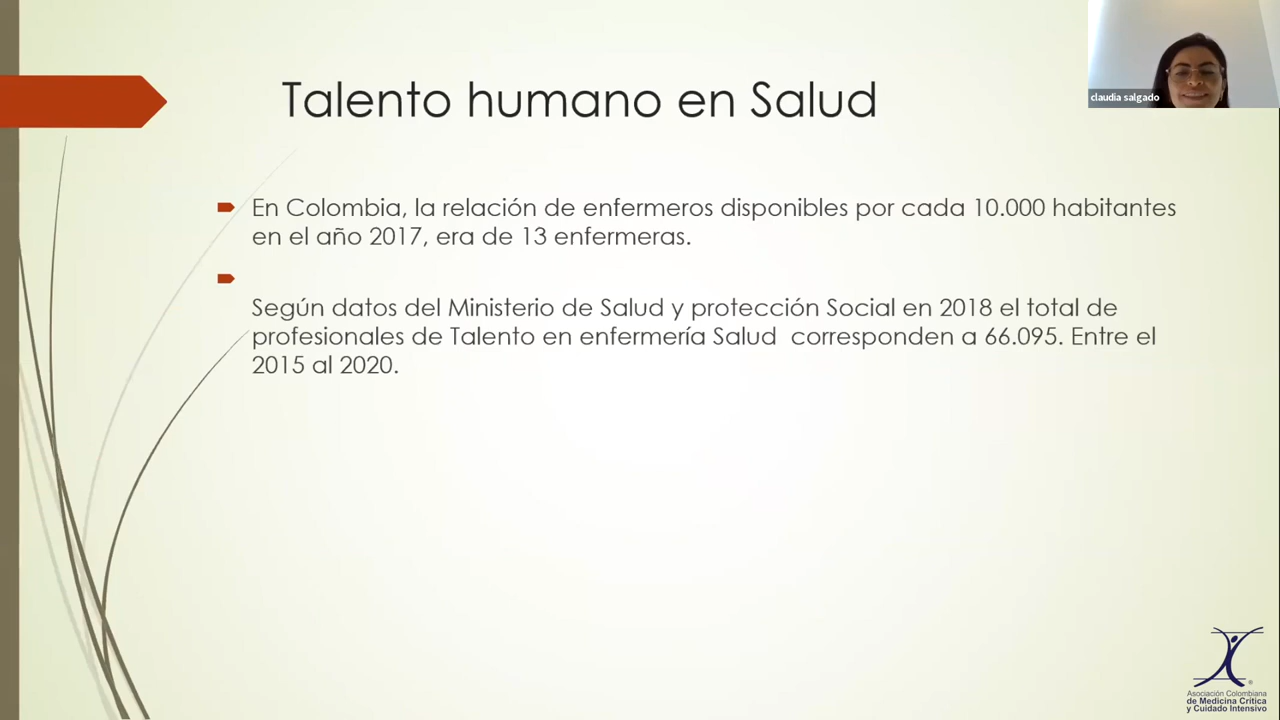 Talento humano en Salud
claudia salgado
En Colombia, la relación de enfermeros disponibles por cada 10.000 habitantes
en el año 2017, era de 13 enfermeras.
Según datos del Ministerio de Salud y protección Social en 2018 el total de
profesionales de Talento en enfermería Salud  corresponden a 66.095. Entre el
2015 al 2020.
Asociación Colombiana
de Medicina Crítica
y Cuidado Intensivo